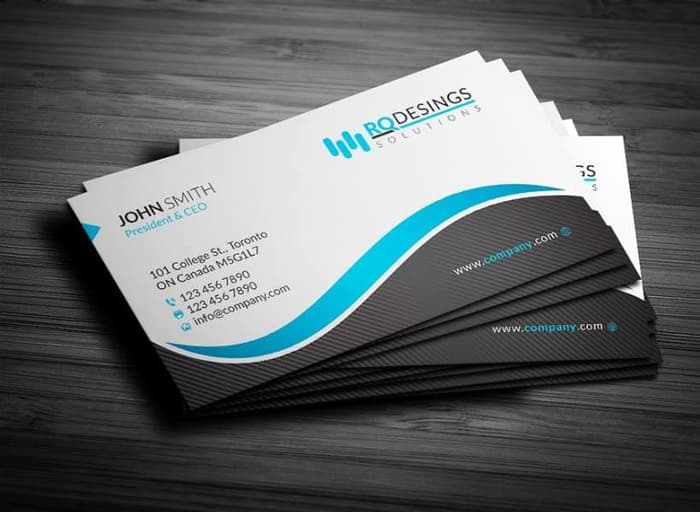 RQDESINGS
SOLUTIONS
JOHN SMITH
President & CEO
101 College St., Toronto
ON Canada M5G1L7
123 456 7890
123 456 7890
info@company.com
www.company.com
GS
S
www.company.com